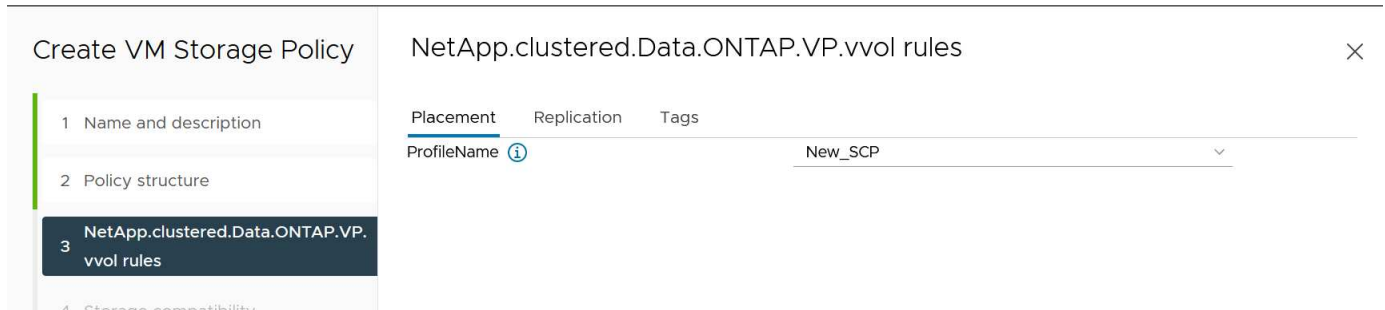 Create VM Storage Policy
1 Name and description
2 Policy structure
3 NetApp.clustered.Data.ONTAP.VP.
vvol rules
NetApp.clustered.Data.ONTAP.VP.vvol rules
Placement Replication Tags
ProfileName New_SCP